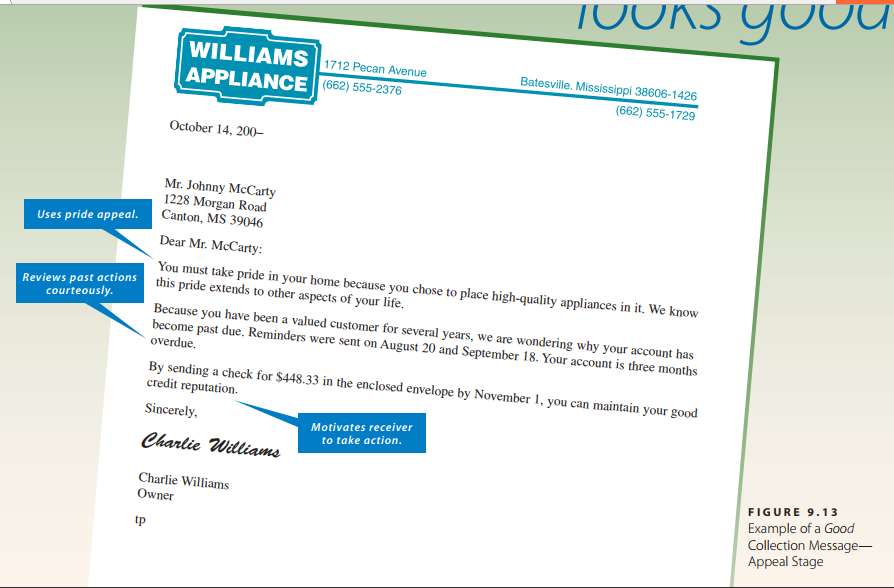 looks good
WILLIAMS
APPLIANCE
1712 Pecan Avenue
(662) 555-2376
Batesville. Mississippi 38606-1426
(662) 555-1729
October 14, 200–
Mr. Johnny McCarty
1228 Morgan Road
Canton, MS 39046
Uses pride appeal.
Dear Mr. McCarty:
Reviews past actions
courteously.
You must take pride in your home because you chose to place high-quality appliances in it. We know
this pride extends to other aspects of your life.
Because you have been a valued customer for several years, we are wondering why your account has
become past due. Reminders were sent on August 20 and September 18. Your account is three months
overdue.
By sending a check for $448.33 in the enclosed envelope by November 1, you can maintain your good
credit reputation.
Sincerely,
Motivates receiver
to take action.
Charlie Williams
Charlie Williams
Owner
tp
FIGURE 9.13
Example of a Good
Collection Message—
Appeal Stage